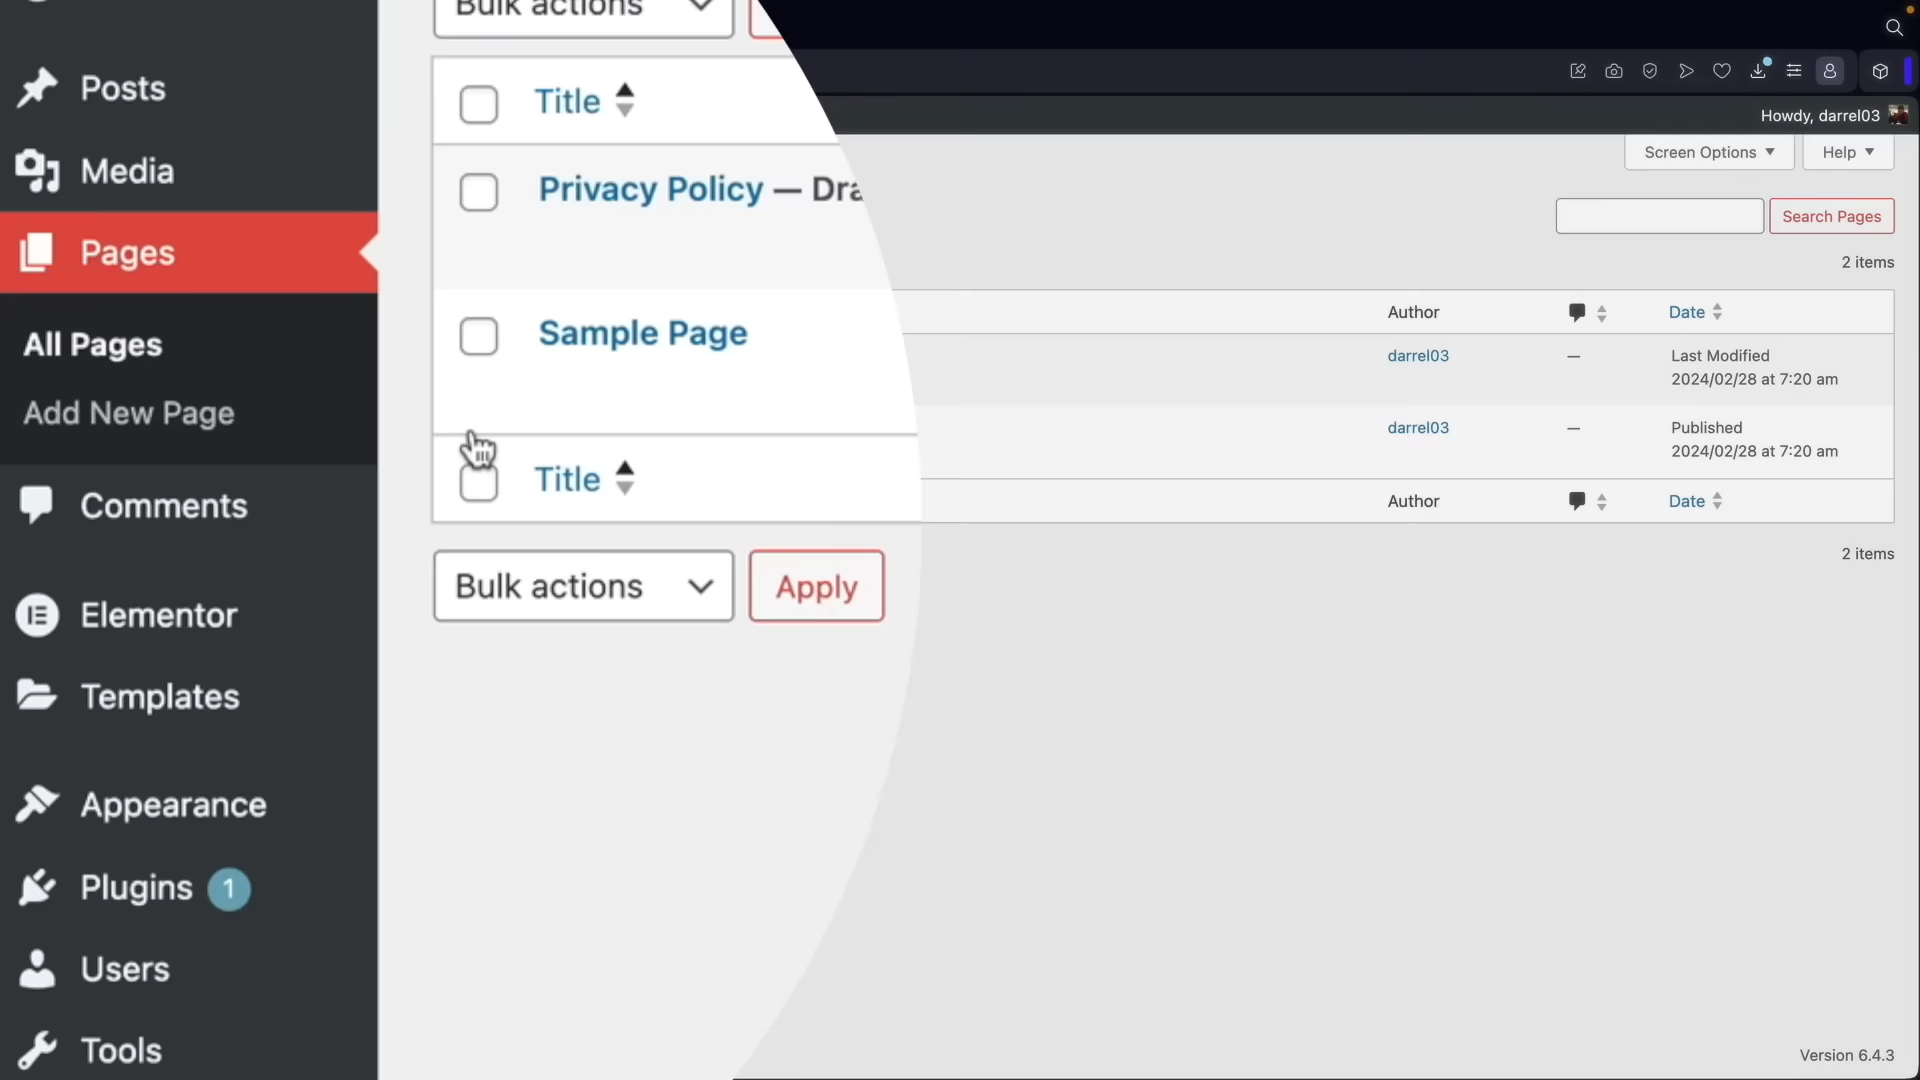 Bulk actions
Howdy, darrel03
Screen Options
Help
Search Pages
2 items
Posts
Media
Pages
All Pages
Add New Page
Comments
Elementor
Templates
Appearance
Plugins 1
Users
Tools
Title
Author
Date
Privacy Policy —
darrel03
—
Last Modified
2024/02/28 at 7:20 am
Sample Page
darrel03
—
Published
2024/02/28 at 7:20 am
Title
Author
Date
Bulk actions
Apply
2 items
Version 6.4.3